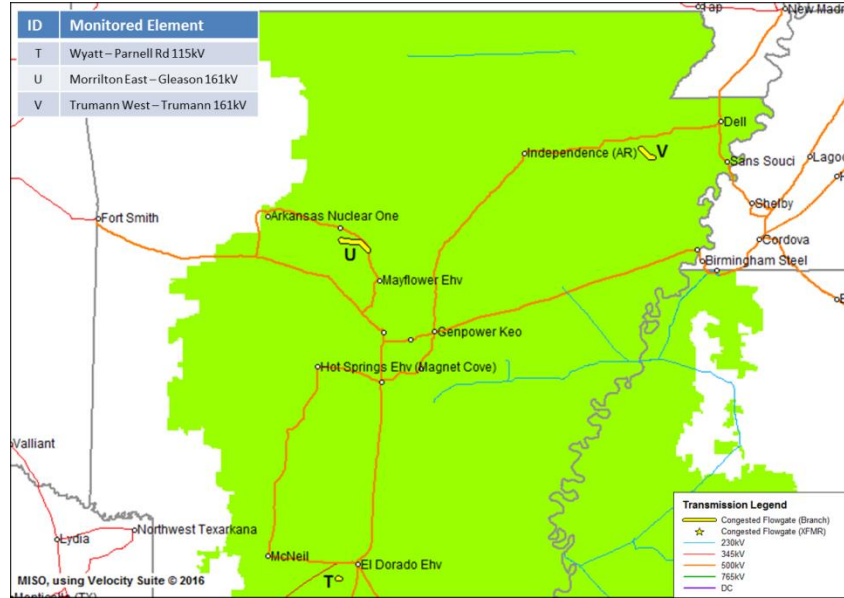 ID Monitored Element
T Wyatt – Parnell Rd 115kV
U Morrilton East – Gleason 161kV
V Trumann West – Trumann 161kV
Tap
New Madr
Dell
Independence (AR)
V
Sans Souci
Lagoo
Fort Smith
Arkansas Nuclear One
Shelby
Cordova
U
Birmingham Steel
Mayflower Ehv
Genpower Keo
Hot Springs Ehv (Magnet Cove)
Valliant
Lydia
Northwest Texarkana
McNeil
El Dorado Ehv
T
MISO, using Velocity Suite © 2016
Transmission Legend
Congested Flowgate (Branch)
Congested Flowgate (XFMR)
230kV
345kV
500kV
765kV
DC